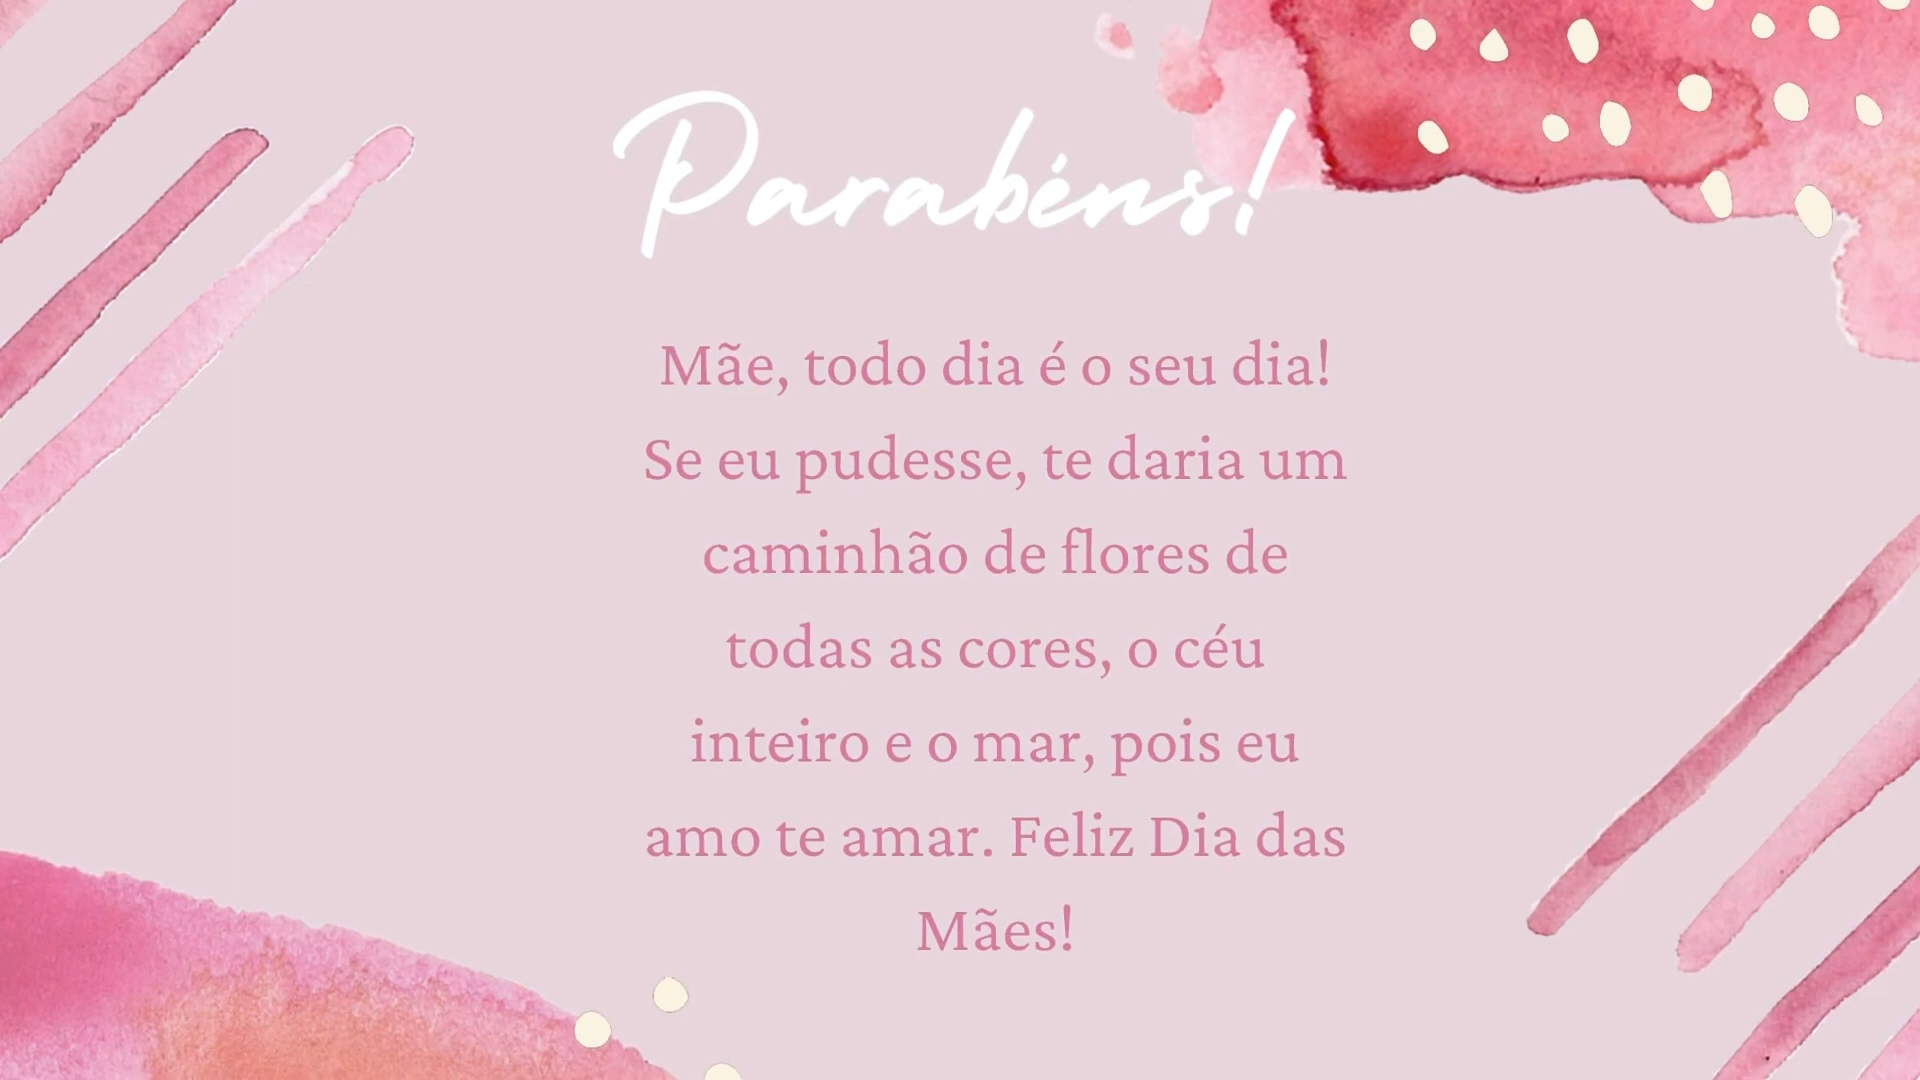 Parabéns!
Mãe, todo dia é o seu dia!
Se eu pudesse, te daria um
caminhão de flores de
todas as cores, o céu
inteiro e o mar, pois eu
amo te amar. Feliz Dia das
Mães!